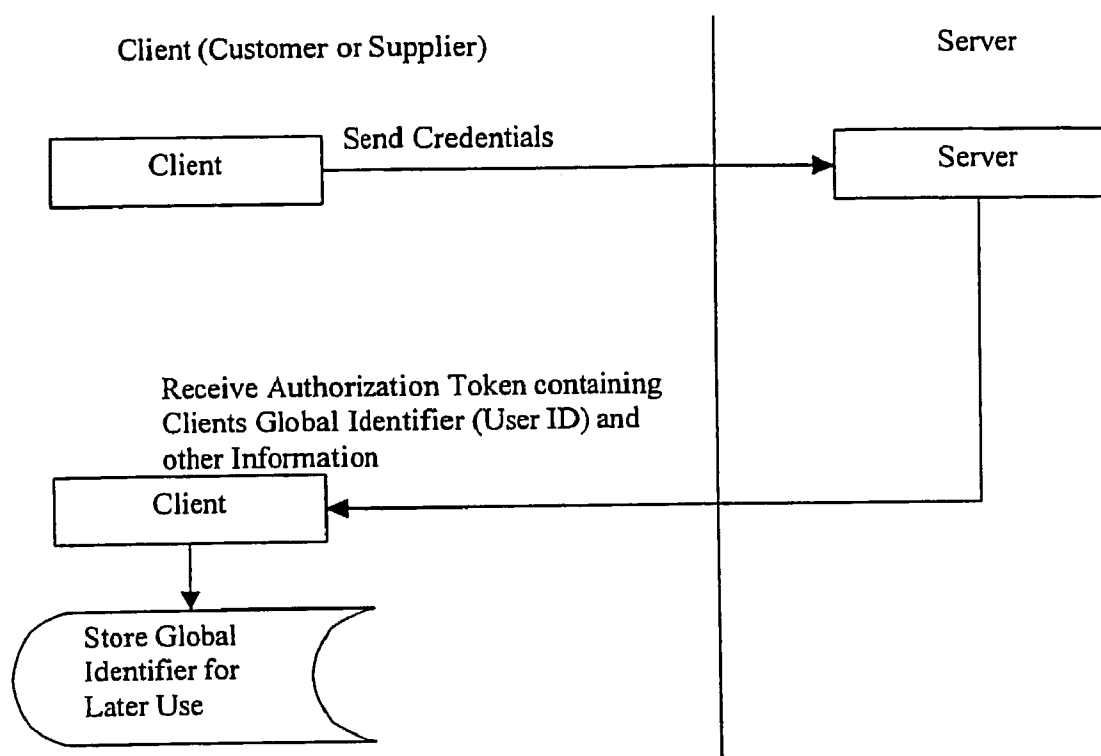 Client (Customer or Supplier)
Server
Send Credentials
Client
Server
Receive Authorization Token containing
Clients Global Identifier (User ID) and
other Information
Client
Store Global
Identifier for
Later Use